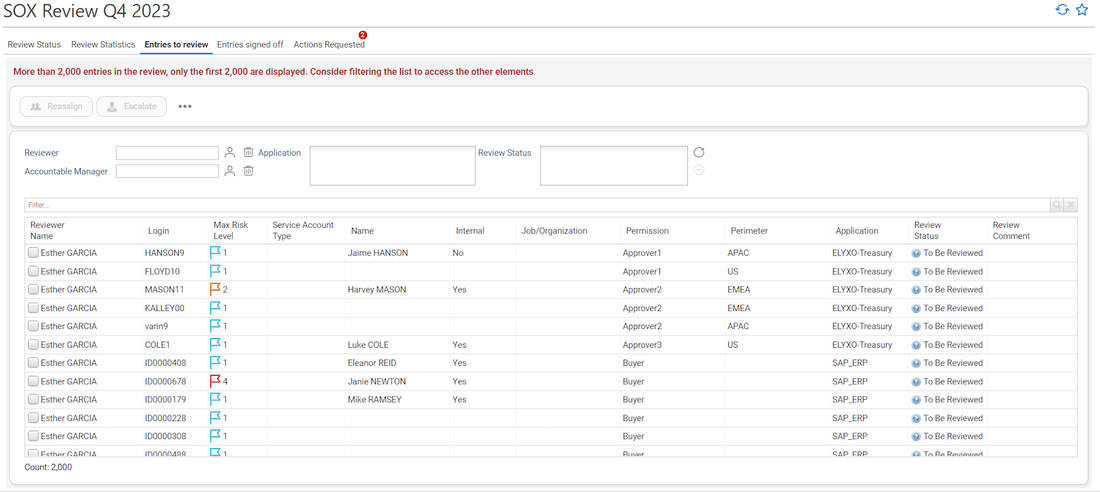 SOX Review Q4 2023
Review Status Review Statistics Entries to review Entries signed off Actions Requested 2
More than 2,000 entries in the review, only the first 2,000 are displayed. Consider filtering the list to access the other elements
Reassign Escalate •••
Reviewer Application Review Status
Accountable Manager
Filter...
Reviewer Name Login Max Risk Level Service Account Type Name Internal Job/Organization Permission Perimeter Application Review Status Review Comment
Esther GARCIA HANSON9 1 Jaime HANSON No Approver1 APAC ELYXO-Treasury To Be Reviewed
Esther GARCIA FLOYD10 1 Approver1 US ELYXO-Treasury To Be Reviewed
Esther GARCIA MASON11 2 Harvey MASON Yes Approver2 EMEA ELYXO-Treasury To Be Reviewed
Esther GARCIA KALLEY00 1 Approver2 EMEA ELYXO-Treasury To Be Reviewed
Esther GARCIA varin9 1 Approver2 APAC ELYXO-Treasury To Be Reviewed
Esther GARCIA COLE1 1 Luke COLE Yes Approver3 US ELYXO-Treasury To Be Reviewed
Esther GARCIA ID0000408 1 Eleanor REID Yes Buyer SAP_ERP To Be Reviewed
Esther GARCIA ID0000678 4 Janie NEWTON Yes Buyer SAP_ERP To Be Reviewed
Esther GARCIA ID0000179 1 Mike RAMSEY Yes Buyer SAP_ERP To Be Reviewed
Esther GARCIA ID0000228 1 Buyer SAP_ERP To Be Reviewed
Esther GARCIA ID0000308 1 Buyer SAP_ERP To Be Reviewed
Esther GARCIA ID0000488 1 Buyer SAP_ERP To Be Reviewed
Count: 2,000